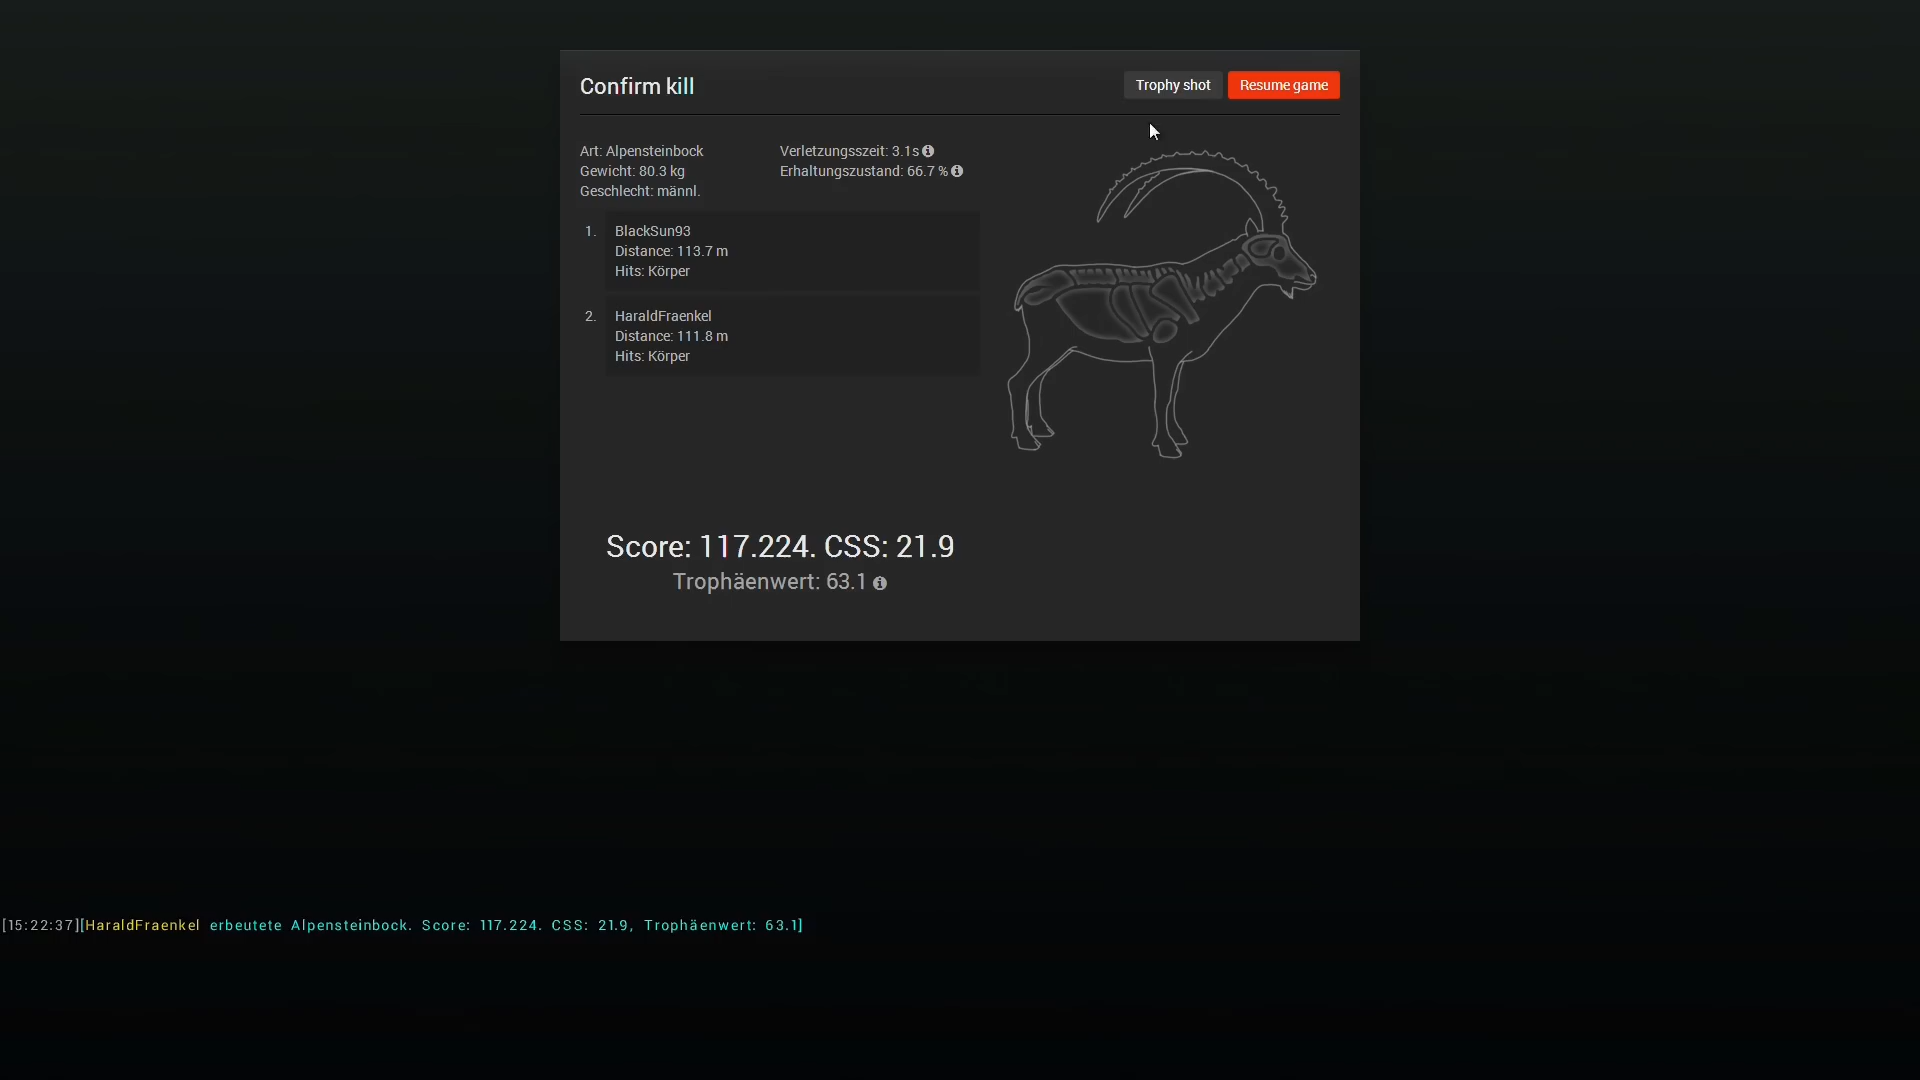 Confirm kill
Trophy shot
Resume game
Art: Alpensteinbock
Gewicht: 80.3 kg
Geschlecht: männl.
Verletzungsszeit: 3.1s
Erhaltungszustand: 66.7 %
1. BlackSun93
Distance: 113.7 m
Hits: Körper
2. HaraldFraenkel
Distance: 111.8 m
Hits: Körper
Score: 117.224. CSS: 21.9
Trophäenwert: 63.1
[15:22:37][HaraldFraenkel erbeutete Alpensteinbock. Score: 117.224. CSS: 21.9, Trophäenwert: 63.1]